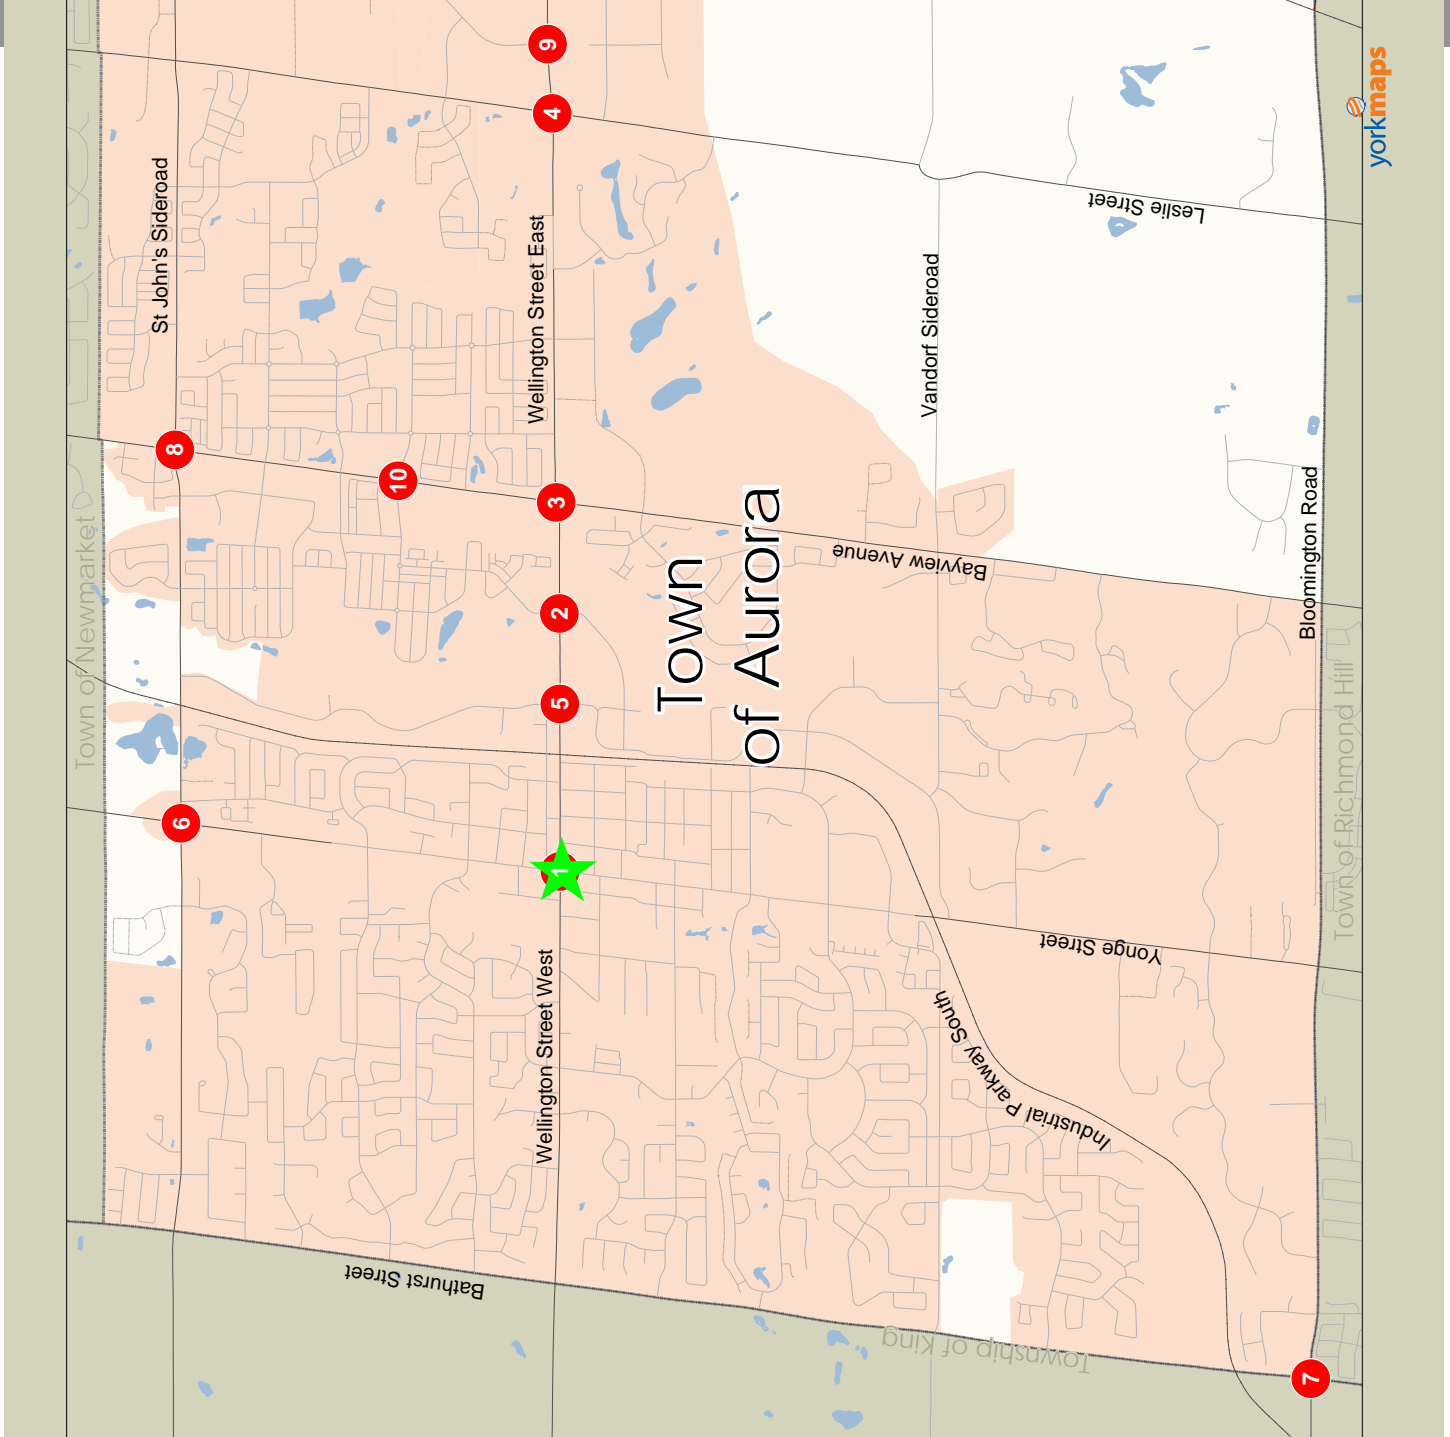 9
4
yorkmaps
St John's Sideroad
Leslie Street
Wellington Street East
Vandorf Sideroad
8
10
3
Town
of Aurora
Bayview Avenue
Bloomington Road
Town of Newmarket
2
5
Town of Richmond Hill
6
1
Yonge Street
Wellington Street West
Industrial Parkway South
Bathurst Street
Township of King
7